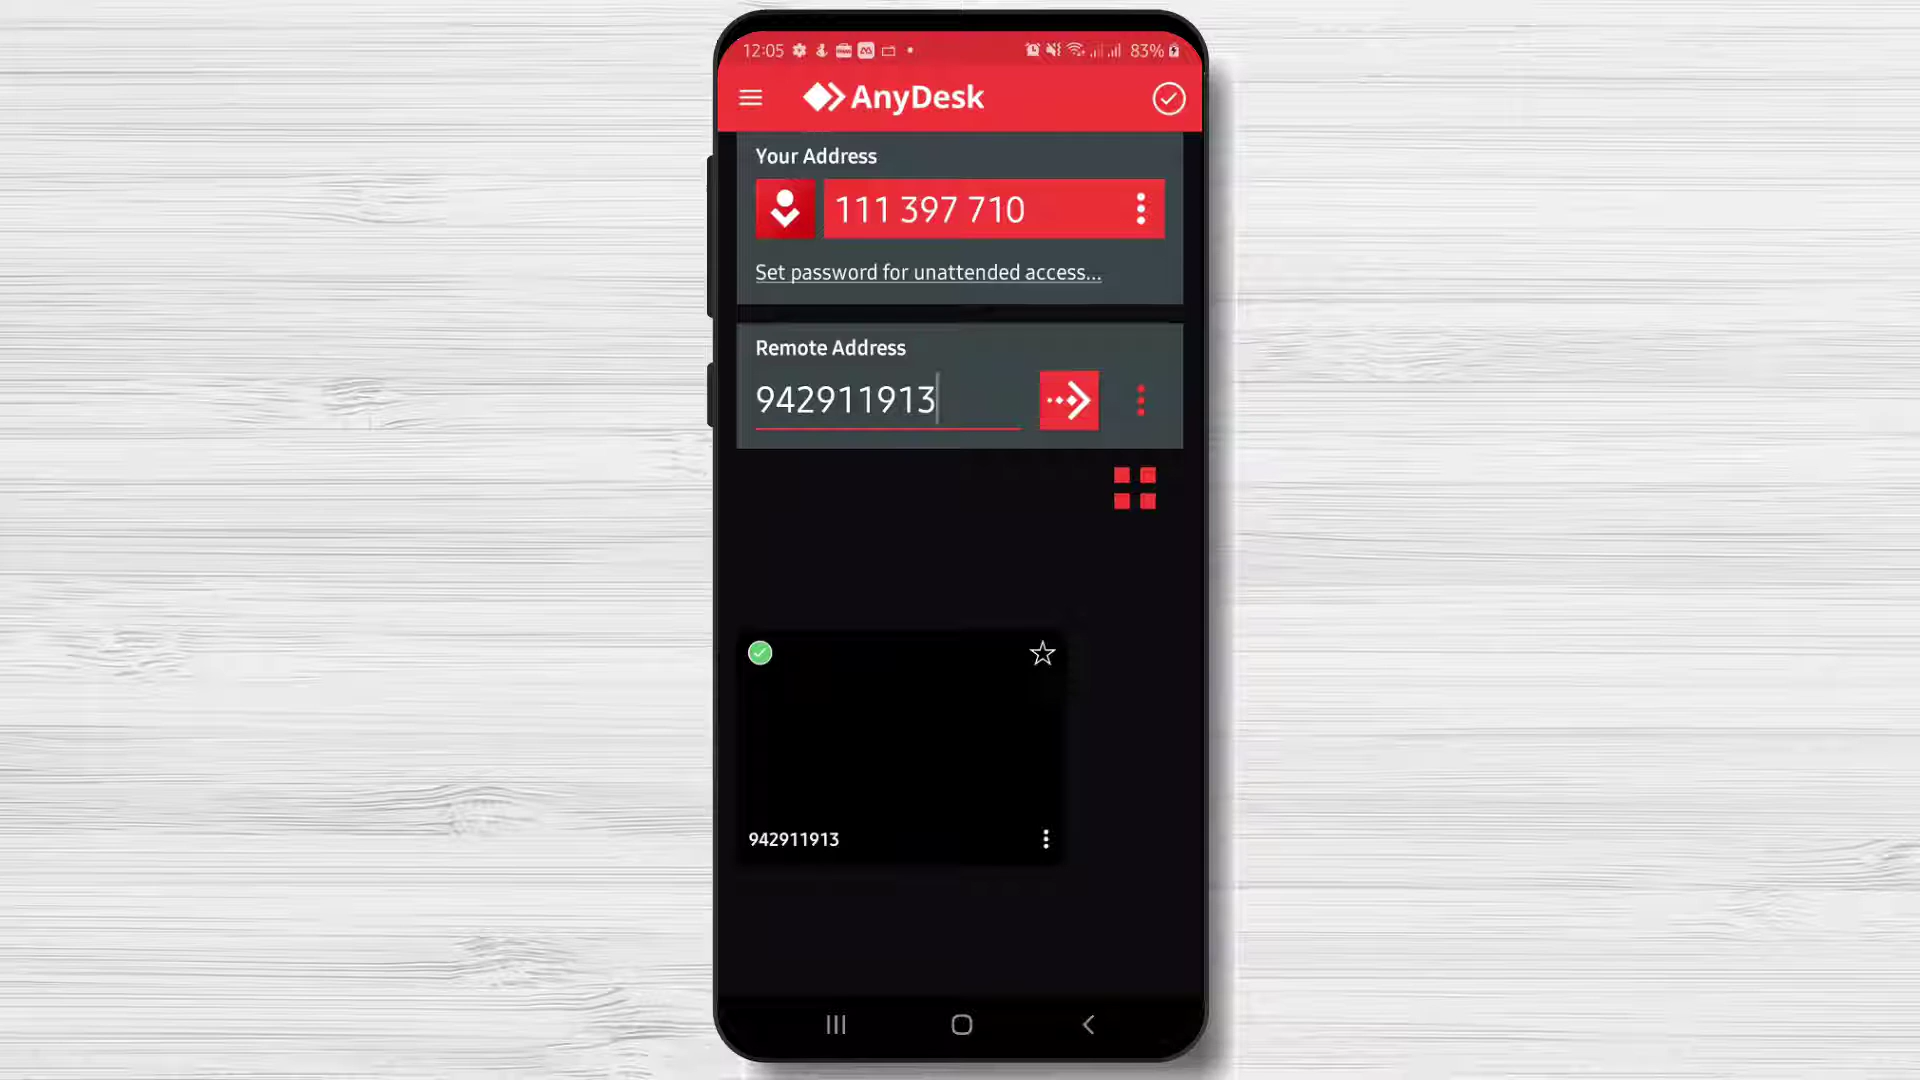 12:05 83%
AnyDesk
Your Address
111 397 710
Set password for unattended access...
Remote Address
942911913
942911913